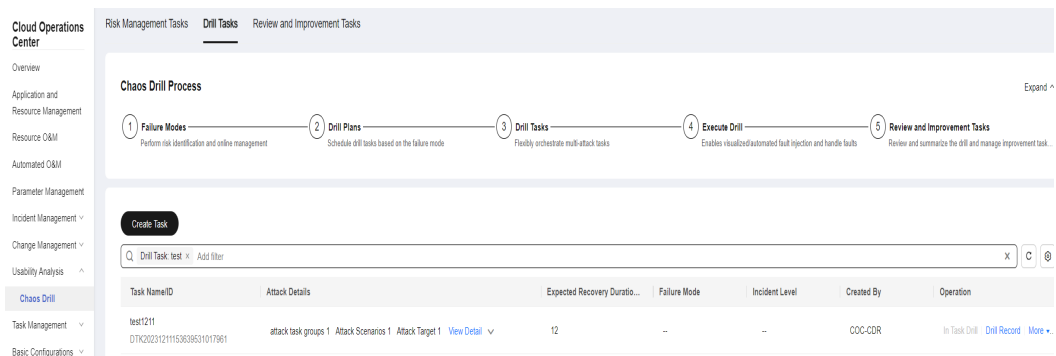 Cloud Operations
Center
Overview
Application and
Resource Management
Resource O&M
Automated O&M
Parameter Management
Incident Management
Change Management
Usability Analysis
Chaos Drill
Task Management
Basic Configurations
Risk Management Tasks Drill Tasks Review and Improvement Tasks
Chaos Drill Process Expand
1 Failure Modes
Perform risk identification and online management
2 Drill Plans
Schedule drill tasks based on the failure mode
3 Drill Tasks
Flexibly orchestrate multi-attack tasks
4 Execute Drill
Enables visualized/automated fault injection and handle faults
5 Review and Improvement Tasks
Review and summarize the drill and manage improvement task...
Create Task
Drill Task: test × Add filter X
Task Name/ID Attack Details Expected Recovery Duratio... Failure Mode Incident Level Created By Operation
test1211
DTK20231211153639531017961
attack task groups 1 Attack Scenarios 1 Attack Target 1 View Detail 12 -- -- COC-CDR In Task Drill Drill Record More